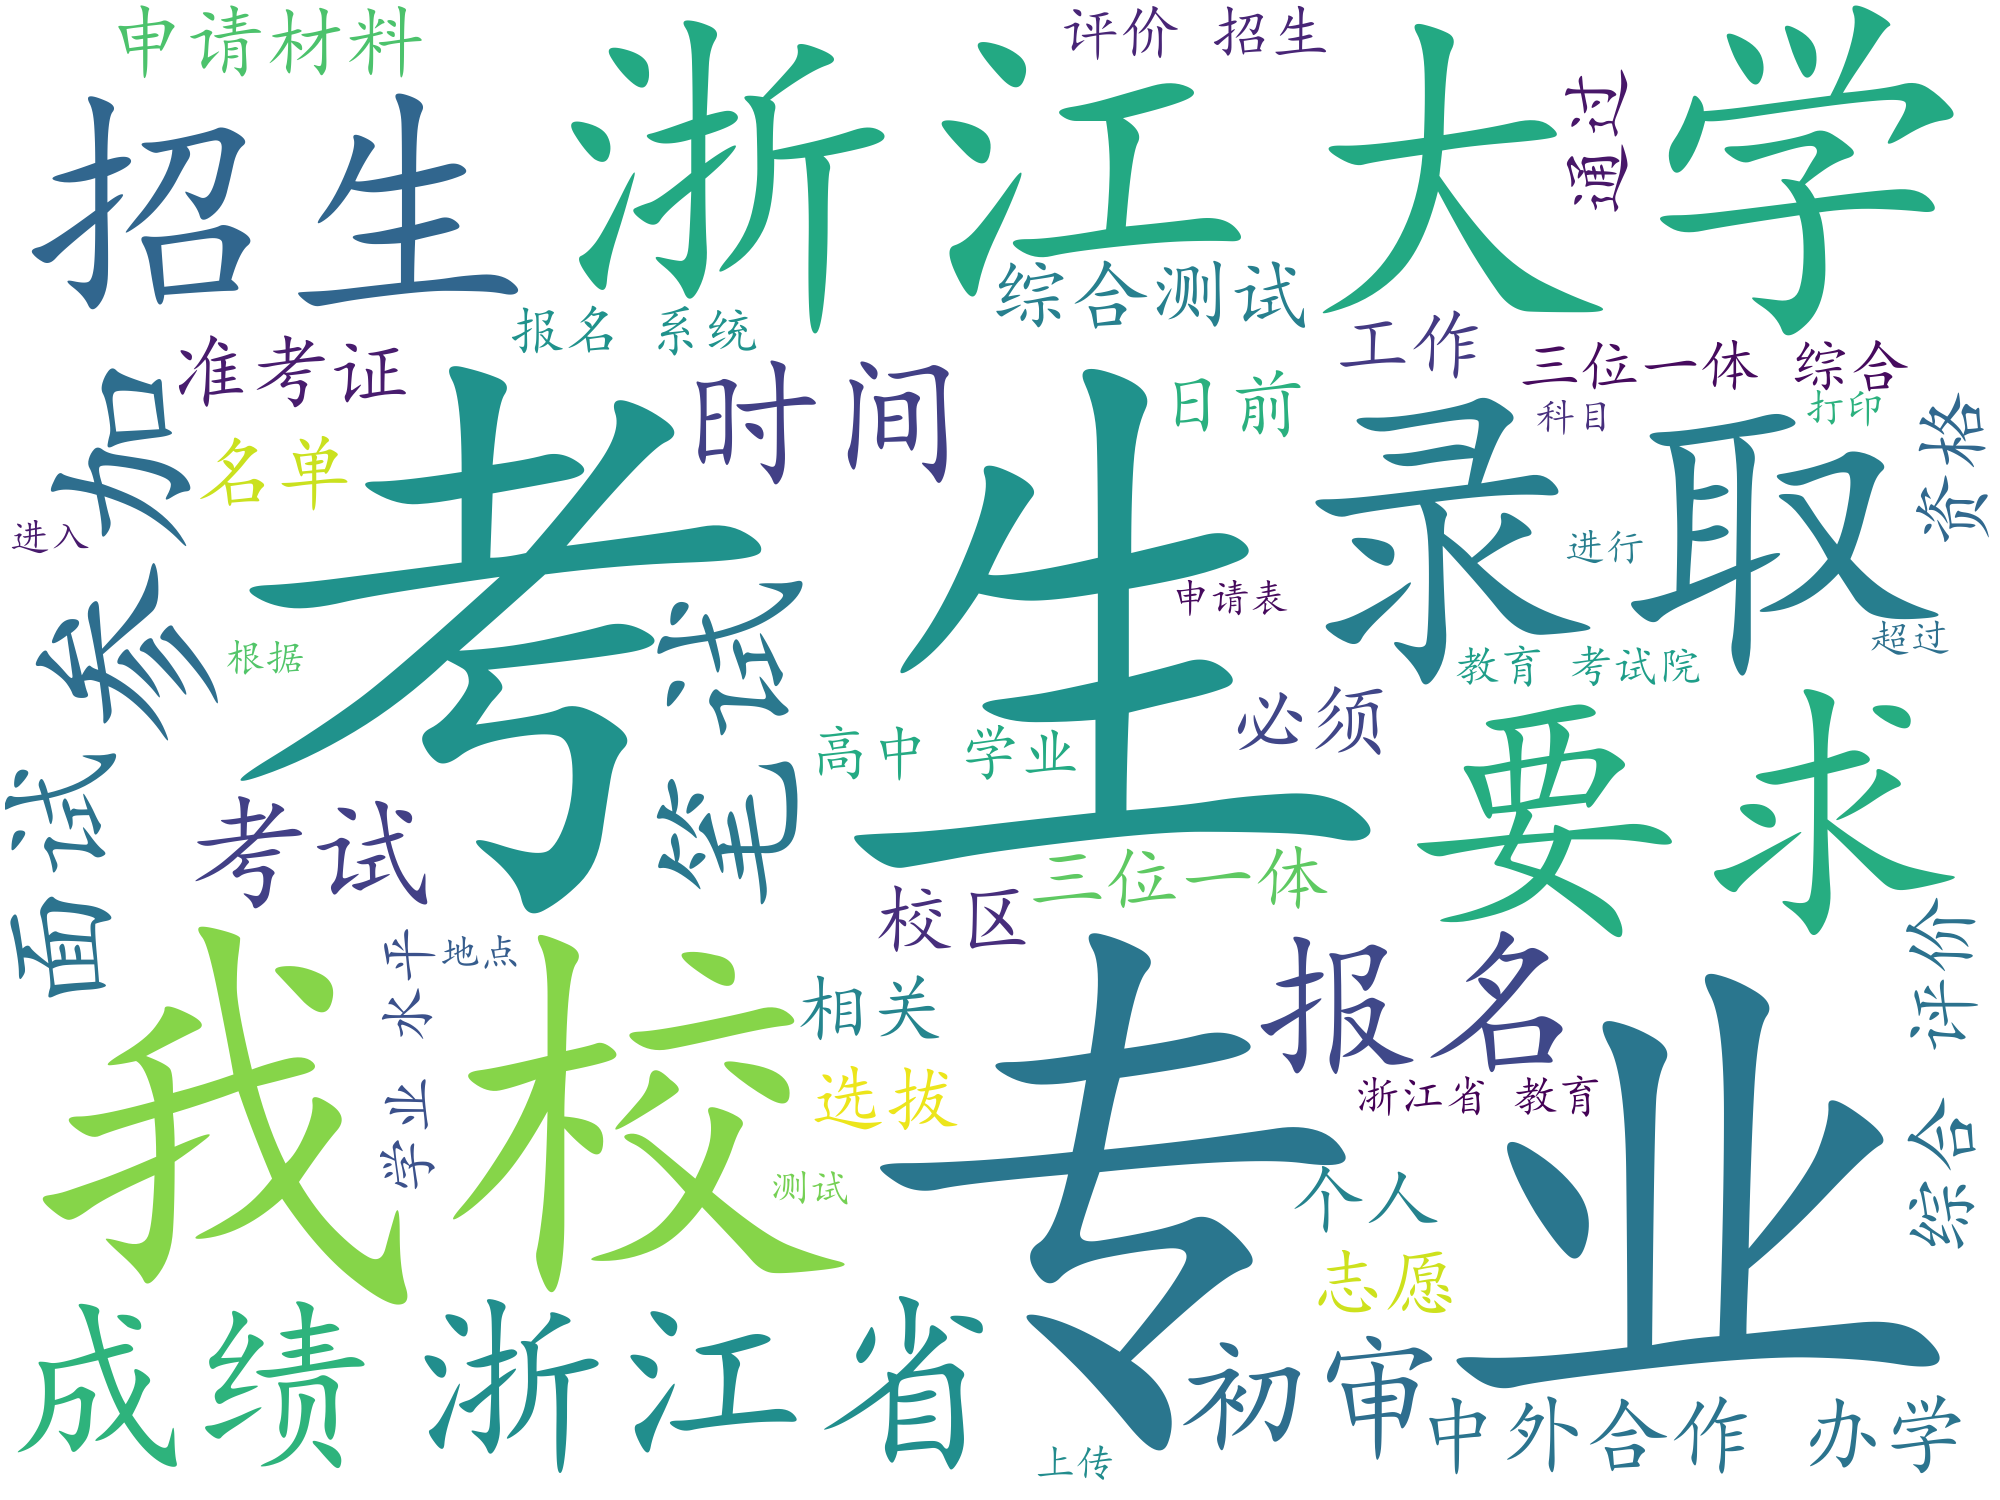 申请材料
浙江大学
评价 招生
招生
通过
综合测试
报名 系统
准考证
时间
日前
工作
三位一体 综合
科目
打印
资格
参加
名单
考生
录取
进入
进行
申请表
笔试
根据
教育 考试院
超过
必须
高中 学业
要求
面试
考试
三位一体
校区
我校
学业 水平
地点
相关
专业
报名
综合 评价
选拔
浙江省 教育
测试
个人
志愿
成绩
浙江省
初审
中外合作 办学
上传